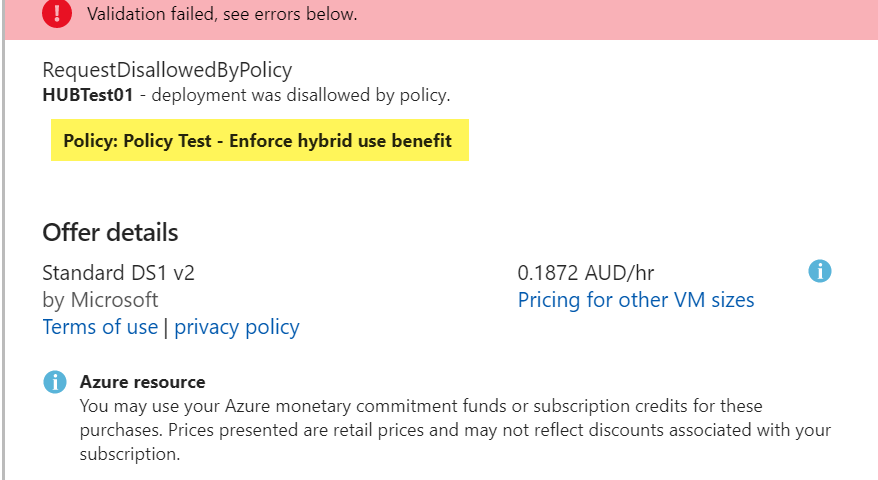 Validation failed, see errors below.
RequestDisallowedByPolicy
HUBTest01 - deployment was disallowed by policy.
Policy: Policy Test - Enforce hybrid use benefit
Offer details
Standard DS1 v2
by Microsoft
Terms of use | privacy policy
0.1872 AUD/hr
Pricing for other VM sizes
Azure resource
You may use your Azure monetary commitment funds or subscription credits for these
purchases. Prices presented are retail prices and may not reflect discounts associated with your
subscription.